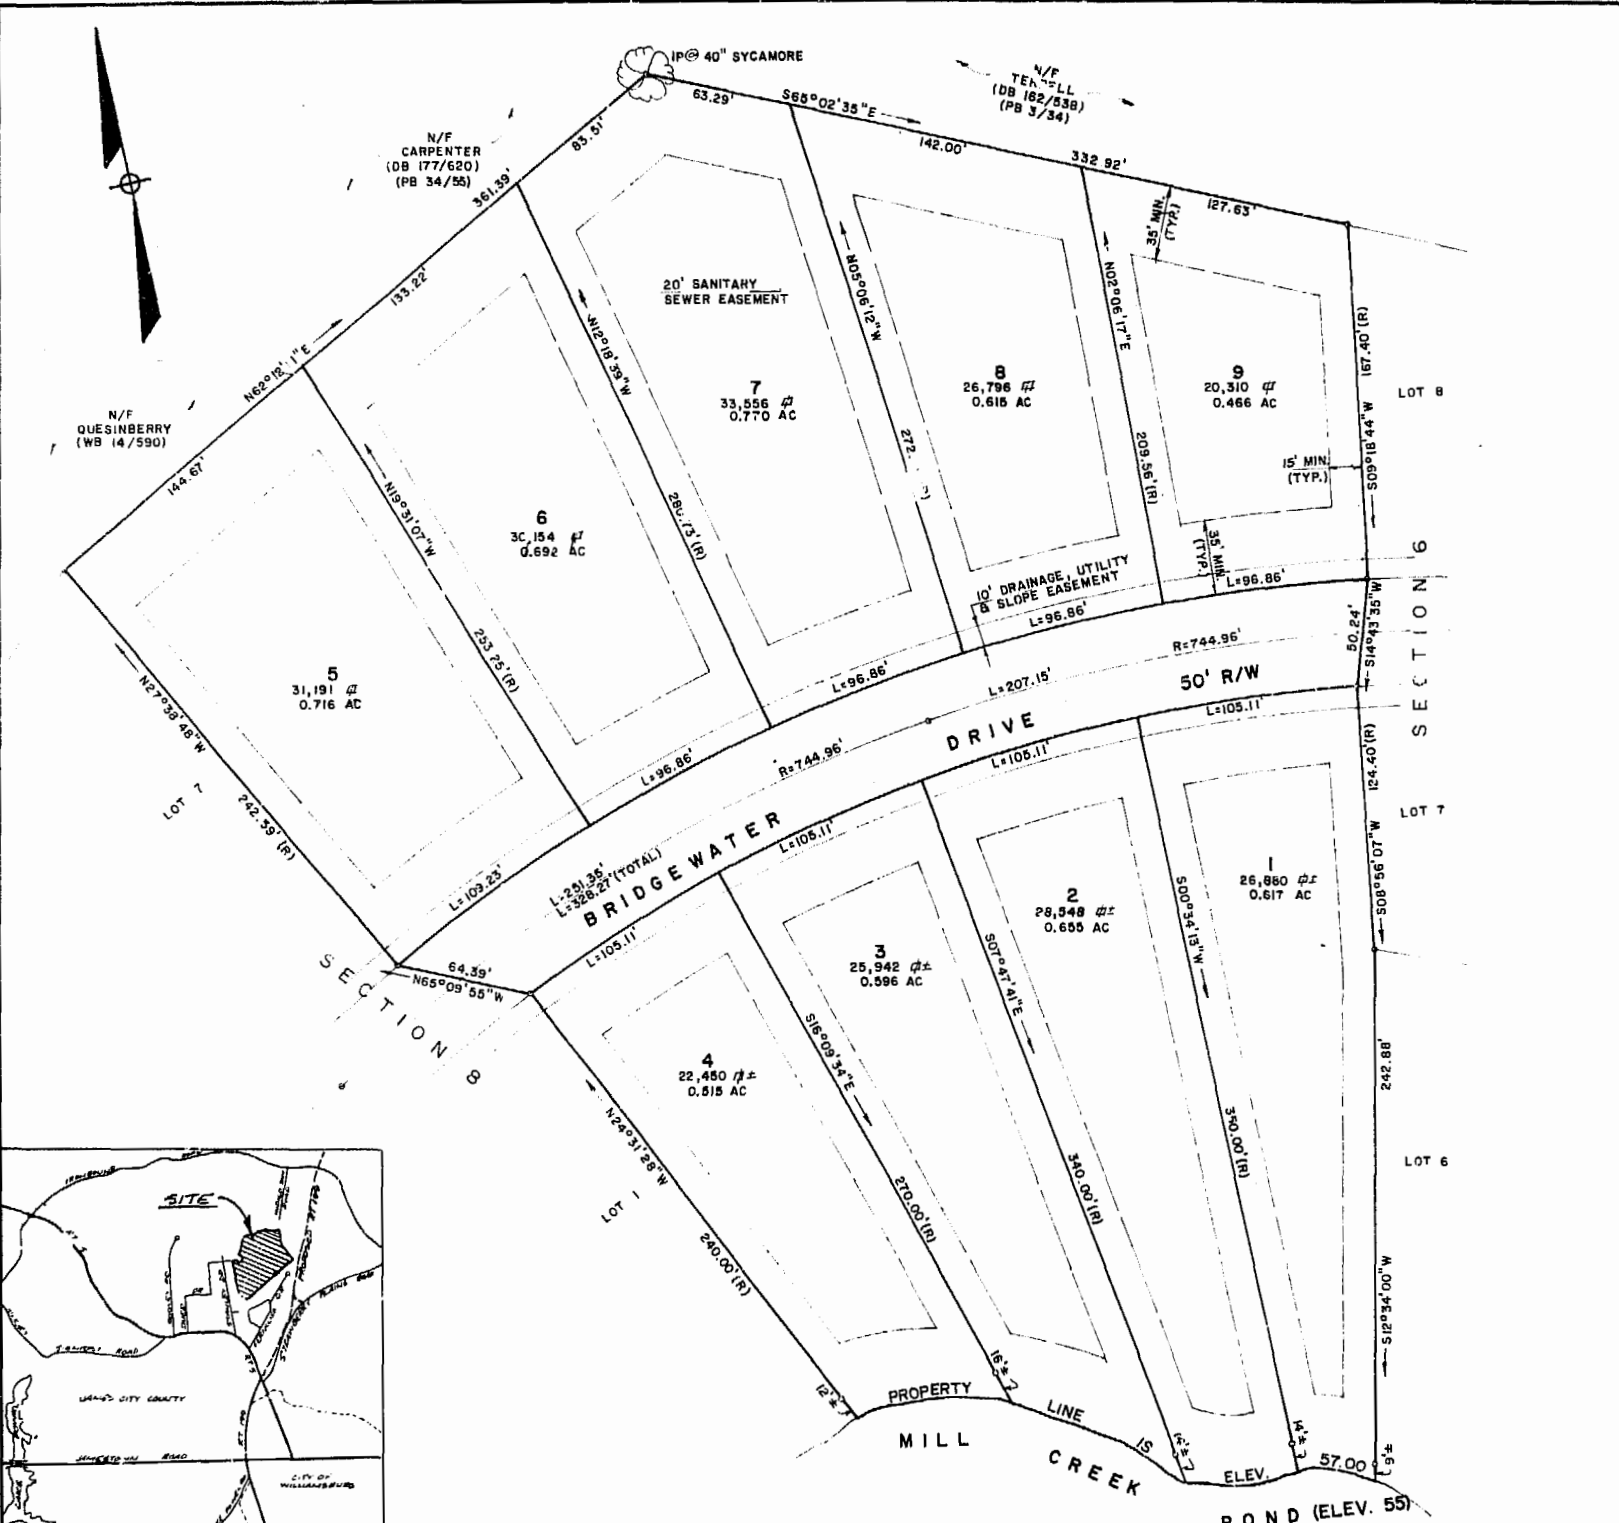 IP@ 40" SYCAMORE
63.29'
S65°02'35"E
142.00'
332.92'
127.63'
N/F
(DB 162/538)
(PB 3/34)
N/F
CARPENTER
(DB 177/620)
(PB 34/55)
83.51'
361.39'
133.22'
144.67'
N/F
QUESINBERRY
(WB 14/590)
20' SANITARY
SEWER EASEMENT
N12°18'39"W
N05°06'12"W
N02°06'17"E
209.56'(R)
35' MIN.
(TYP.)
167.40'(R)
S09°18'44"W
LOT 8
7
33,556
0.770 AC
8
26,796
0.615 AC
9
20,310
0.466 AC
15' MIN.
(TYP.)
35' MIN.
(TYP.)
N19°31'07"W
253.25'(R)
6
30,154
0.692 AC
5
31,191
0.716 AC
N27°38'48"W
242.39'(R)
LOT 7
10' DRAINAGE, UTILITY
& SLOPE EASEMENT
L=96.86'
L=96.86'
L=96.86'
L=96.86'
L=109.23'
R=744.96'
L=207.15'
50' R/W
50.24'
S14°43'35"W
SECTION 6
BRIDGEWATER DRIVE
R=744.96'
L=251.35'
L=328.27'(TOTAL)
L=105.11'
L=105.11'
L=105.11'
L=105.11'
64.39'
N65°09'55"W
SECTION 8
124.40'(R)
S08°56'07"W
LOT 7
1
26,880 ±
0.617 AC
2
28,548 ±
0.655 AC
3
25,942 ±
0.596 AC
4
22,450 ±
0.515 AC
S00°34'13"W
350.00'(R)
S07°47'41"E
340.00'(R)
S16°09'34"E
270.00'(R)
N24°31'28"W
240.00'(R)
LOT 1
242.88'
LOT 6
S12°34'00"W
12'±
16'±
14'±
14'±
9'±
PROPERTY LINE IS ELEV. 57.00
MILL CREEK
POND (ELEV. 55)
SITE
JAMES CITY COUNTY
JAMESTOWN ROAD
CITY OF
WILLIAMSBURG